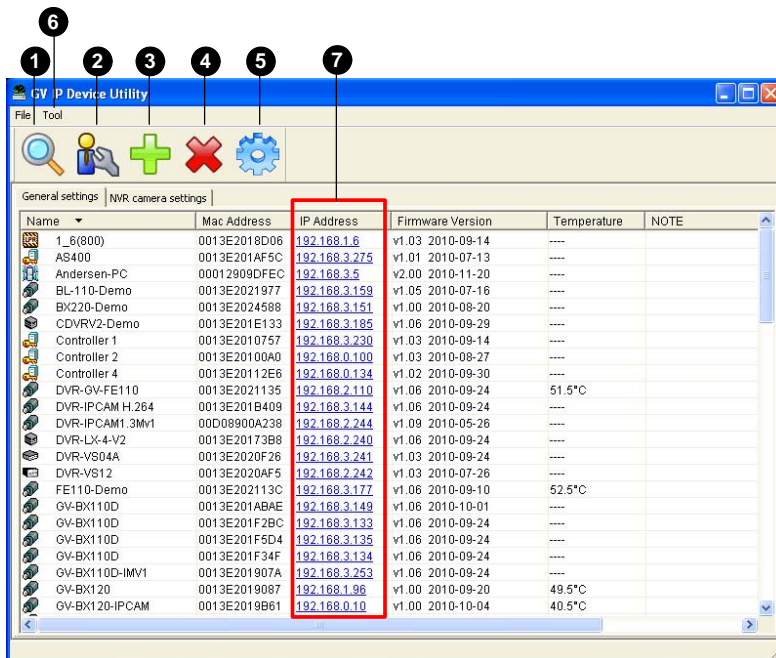 6
1 2 3 4 5 7
GV IP Device Utility
File Tool
General settings NVR camera settings
Name Mac Address IP Address Firmware Version Temperature NOTE
1_6(800) 0013E2018D06 192.168.1.6 v1.03 2010-09-14 ----
AS400 0013E201AF5C 192.168.3.275 v1.01 2010-07-13 ----
Andersen-PC 00012909DFEC 192.168.3.5 v2.00 2010-11-20 ----
BL-110-Demo 0013E2021977 192.168.3.159 v1.05 2010-07-16 ----
BX220-Demo 0013E2024588 192.168.3.151 v1.00 2010-08-20 ----
CDVRV2-Demo 0013E201E133 192.168.3.185 v1.06 2010-09-29 ----
Controller 1 0013E2010757 192.168.3.230 v1.03 2010-09-14 ----
Controller 2 0013E20100A0 192.168.0.100 v1.03 2010-08-27 ----
Controller 4 0013E20112E6 192.168.0.134 v1.02 2010-09-30 ----
DVR-GV-FE110 0013E2021135 192.168.2.110 v1.06 2010-09-24 51.5°C
DVR-IPCAM H.264 0013E201B409 192.168.3.144 v1.06 2010-09-24 ----
DVR-IPCAM1.3Mv1 00D08900A238 192.168.2.244 v1.09 2010-05-26 ----
DVR-LX-4-V2 0013E20173B8 192.168.2.240 v1.06 2010-09-24 ----
DVR-VS04A 0013E2020F26 192.168.3.241 v1.03 2010-09-24 ----
DVR-VS12 0013E2020AF5 192.168.2.242 v1.03 2010-07-26 ----
FE110-Demo 0013E202113C 192.168.3.177 v1.06 2010-09-10 52.5°C
GV-BX110D 0013E201ABAE 192.168.3.149 v1.06 2010-10-01 ----
GV-BX110D 0013E201F2BC 192.168.3.133 v1.06 2010-09-24 ----
GV-BX110D 0013E201F5D4 192.168.3.135 v1.06 2010-09-24 ----
GV-BX110D 0013E201F34F 192.168.3.134 v1.06 2010-09-24 ----
GV-BX110D-IMV1 0013E201907A 192.168.3.253 v1.06 2010-09-24 ----
GV-BX120 0013E2019087 192.168.1.96 v1.00 2010-09-20 49.5°C
GV-BX120-IPCAM 0013E2019B61 192.168.0.10 v1.00 2010-10-04 40.5°C